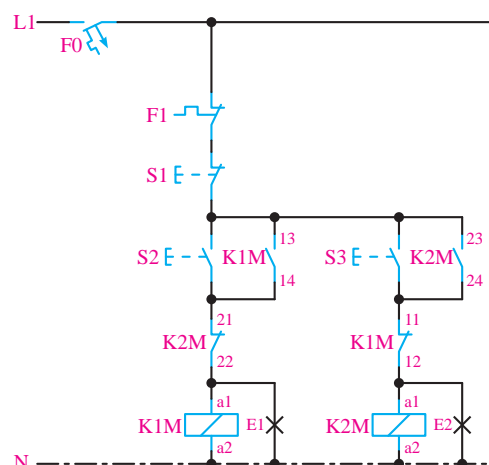 L1
F0
F1
S1
S2 K1M 13 14 S3 K2M 23 24
K2M 21 22 K1M 11 12
K1M a1 a2 E1 K2M a1 a2 E2
N